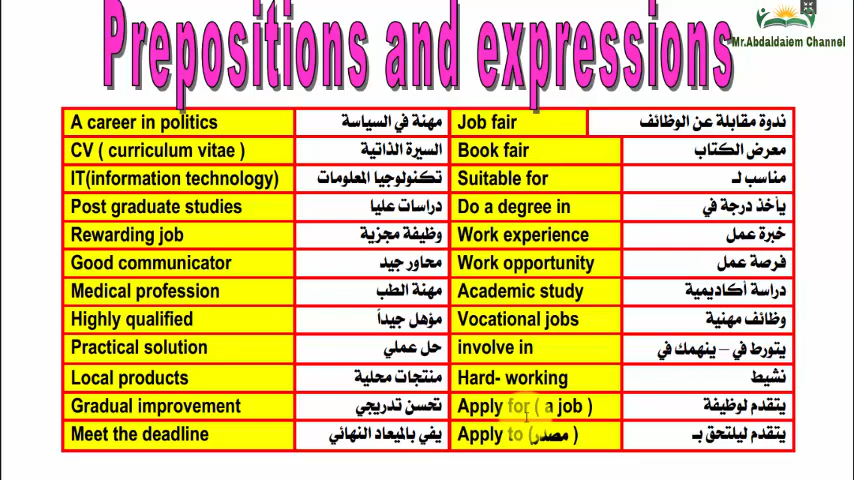 Prepositions and expressions
Mr.Abdaldaiem Channel
A career in politics مهنة في السياسة Job fair ندوة مقابلة عن الوظائف
CV ( curriculum vitae ) السيرة الذاتية Book fair معرض الكتاب
IT(information technology) تكنولوجيا المعلومات Suitable for مناسب لـ
Post graduate studies دراسات عليا Do a degree in يأخذ درجة في
Rewarding job وظيفة مجزية Work experience خبرة عمل
Good communicator محاور جيد Work opportunity فرصة عمل
Medical profession مهنة الطب Academic study دراسة أكاديمية
Highly qualified مؤهل جيداً Vocational jobs وظائف مهنية
Practical solution حل عملي involve in يتورط في – ينهمك في
Local products منتجات محلية Hard- working نشيط
Gradual improvement تحسن تدريجي Apply for ( a job ) يتقدم لوظيفة
Meet the deadline يفي بالميعاد النهائي Apply to (مصدر ) يتقدم ليلتحق بـ